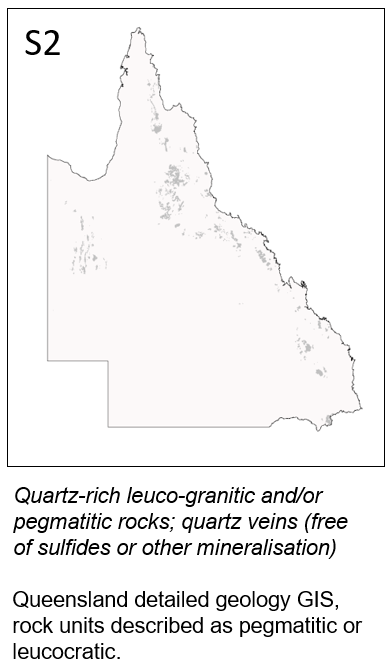 S2
Quartz-rich leuco-granitic and/or
pegmatitic rocks; quartz veins (free
of sulfides or other mineralisation)
Queensland detailed geology GIS,
rock units described as pegmatitic or
leucocratic.